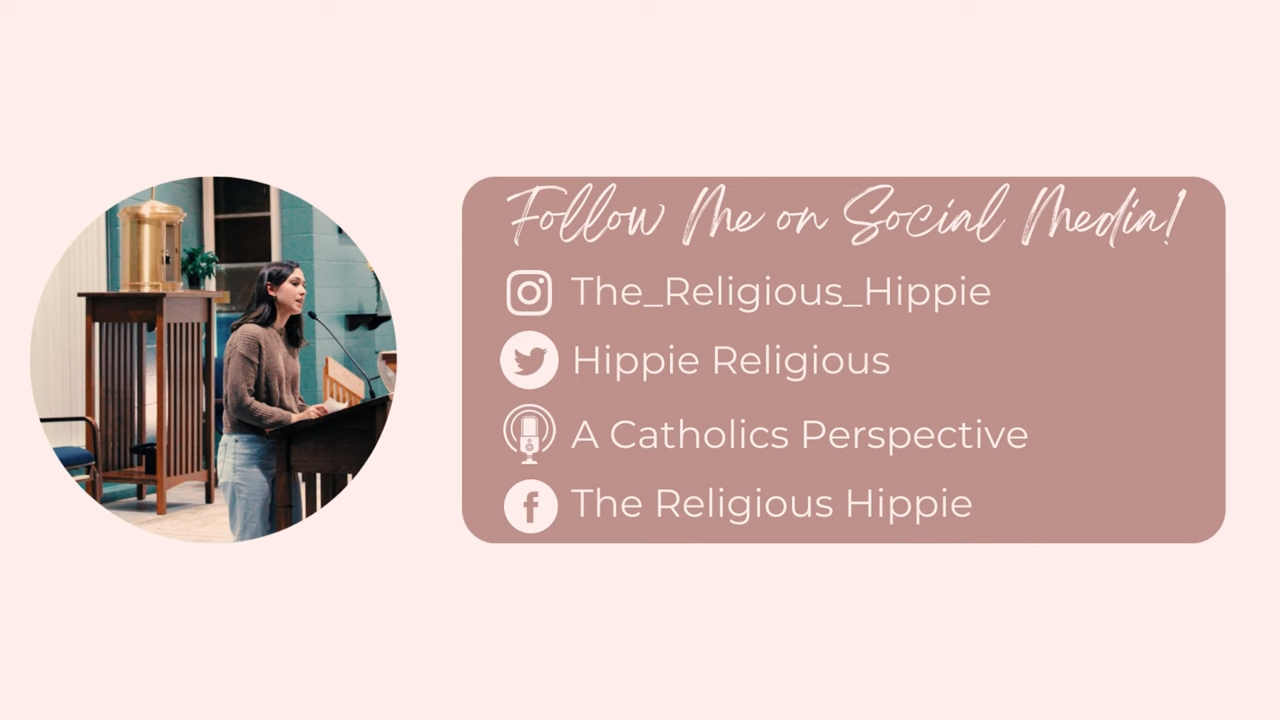 Follow Me on Social Media!
The_Religious_Hippie
Hippie Religious
A Catholics Perspective
The Religious Hippie